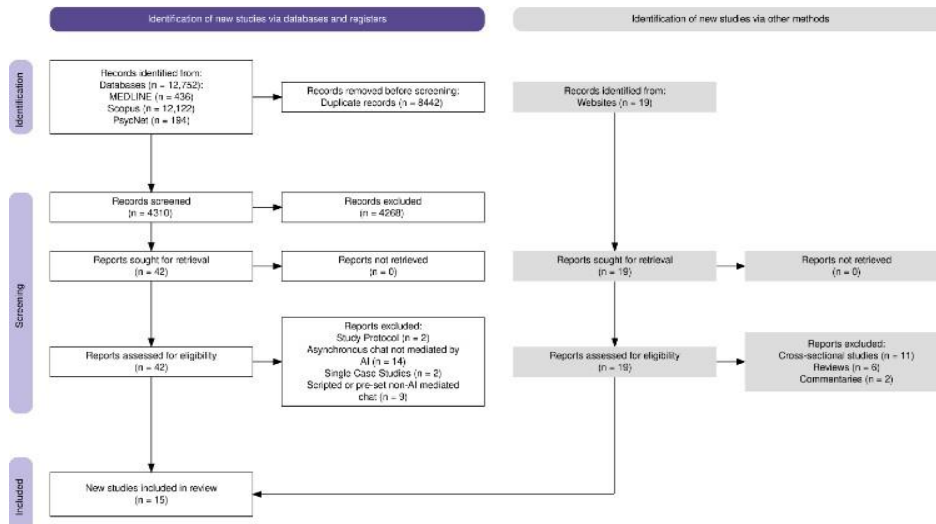 Identification of new studies via databases and registers
Identification of new studies via other methods
Identification
Records identified from:
Databases (n = 12,752):
MEDLINE (n = 436)
Scopus (n = 12,122)
PsycNet (n = 194)
Records removed before screening:
Duplicate records (n = 8442)
Records identified from:
Websites (n = 19)
Screening
Records screened
(n = 4310)
Records excluded
(n = 4268)
Reports sought for retrieval
(n = 42)
Reports not retrieved
(n = 0)
Reports sought for retrieval
(n = 19)
Reports not retrieved
(n = 0)
Reports assessed for eligibility
(n = 42)
Reports excluded:
Study Protocol (n = 2)
Asynchronous chat not mediated by
AI (n = 14)
Single Case Studies (n = 2)
Scripted or pre-set non-AI mediated
chat (n = 9)
Reports assessed for eligibility
(n = 19)
Reports excluded:
Cross-sectional studies (n = 11)
Reviews (n = 6)
Commentaries (n = 2)
Included
New studies included in review
(n = 15)